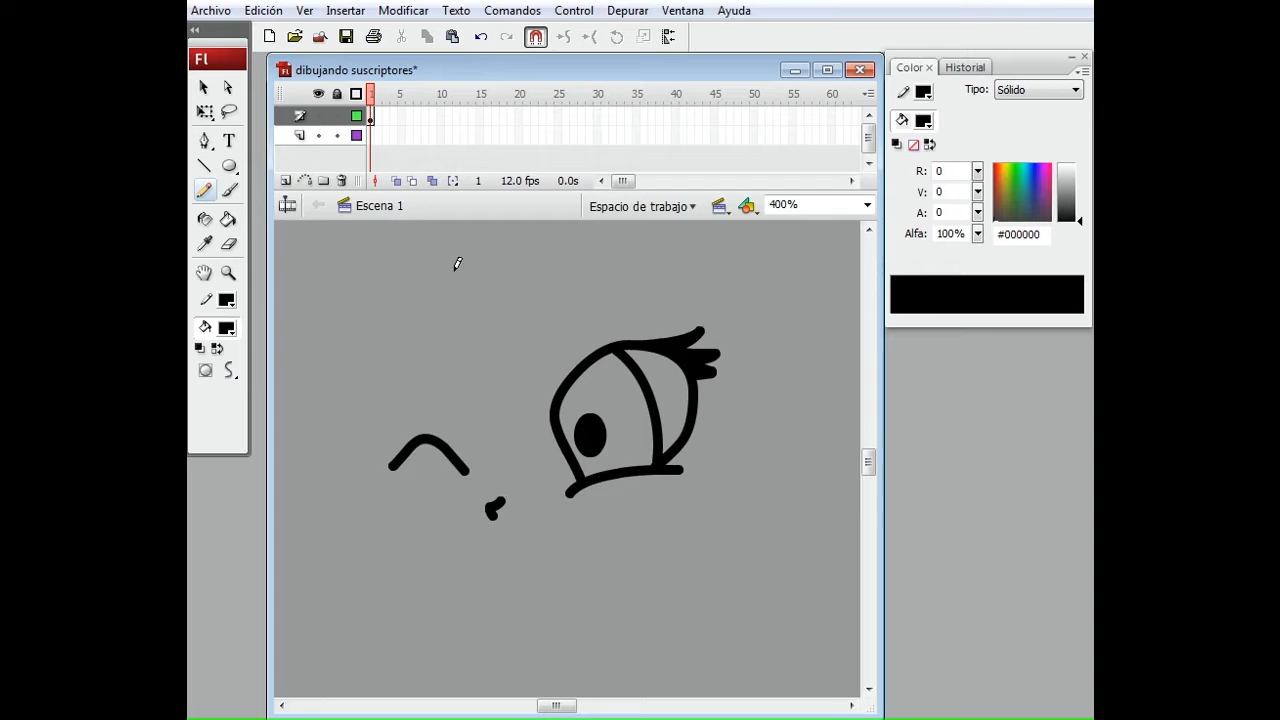 Archivo Edición Ver Insertar Modificar Texto Comandos Control Depurar Ventana Ayuda
Fl
dibujando suscriptores*
1 5 10 15 20 25 30 35 40 45 50 55 60
1 12.0 fps 0.0s
Escena 1 Espacio de trabajo 400%
Color Historial
Tipo: Sólido
R: 0
V: 0
A: 0
Alfa: 100% #000000